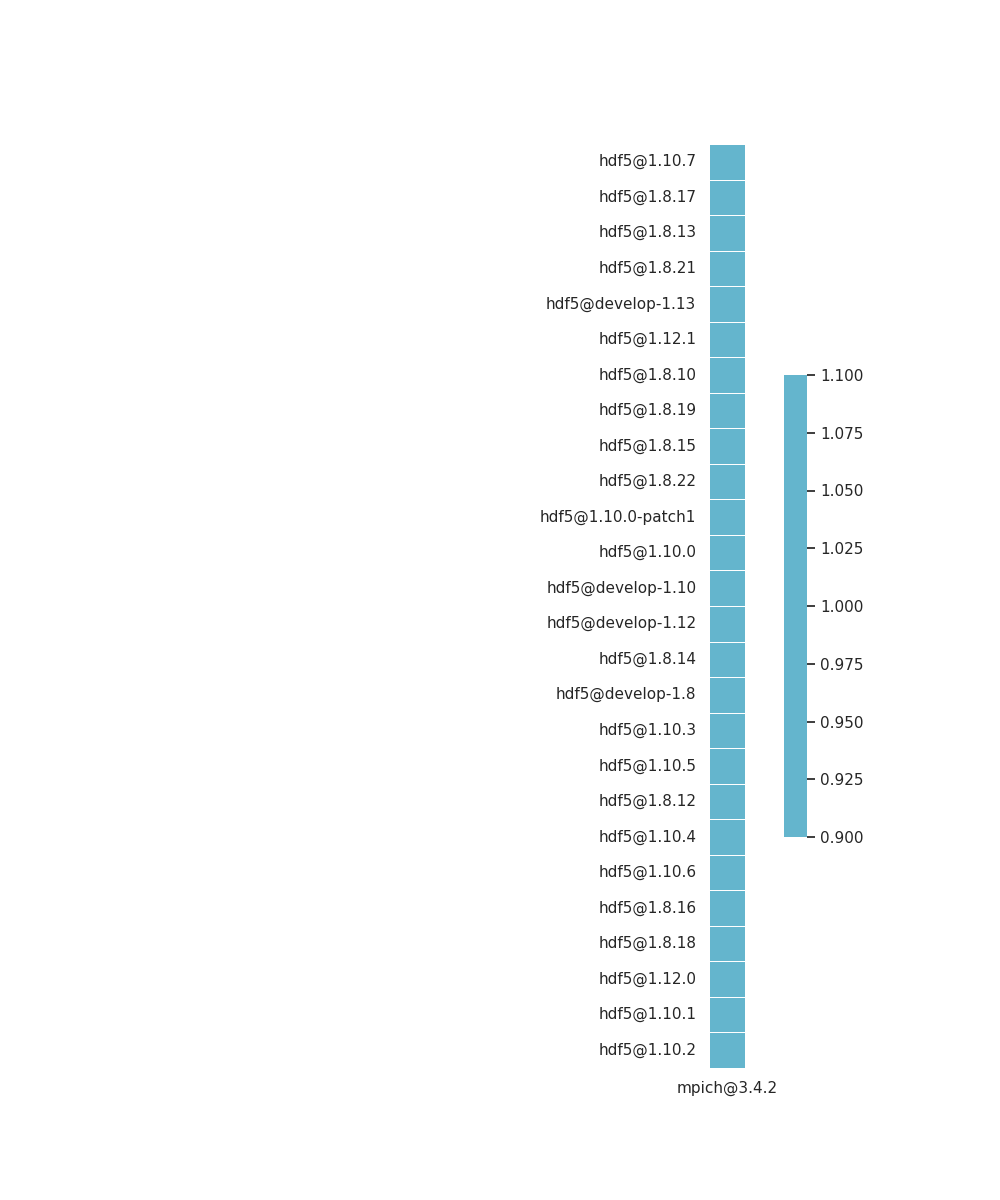 hdf5@1.10.7
hdf5@1.8.17
hdf5@1.8.13
hdf5@1.8.21
hdf5@develop-1.13
hdf5@1.12.1
hdf5@1.8.10
hdf5@1.8.19
hdf5@1.8.15
hdf5@1.8.22
hdf5@1.10.0-patch1
hdf5@1.10.0
hdf5@develop-1.10
hdf5@develop-1.12
hdf5@1.8.14
hdf5@develop-1.8
hdf5@1.10.3
hdf5@1.10.5
hdf5@1.8.12
hdf5@1.10.4
hdf5@1.10.6
hdf5@1.8.16
hdf5@1.8.18
hdf5@1.12.0
hdf5@1.10.1
hdf5@1.10.2
mpich@3.4.2
1.100
1.075
1.050
1.025
1.000
0.975
0.950
0.925
0.900